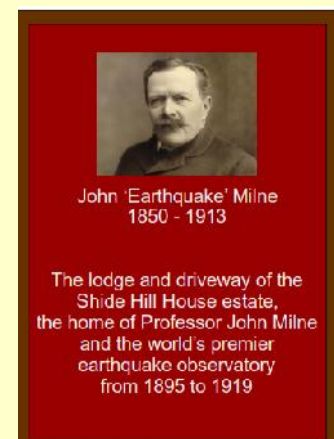 John ‘Earthquake’ Milne
1850 - 1913
The lodge and driveway of the
Shide Hill House estate,
the home of Professor John Milne
and the world's premier
earthquake observatory
from 1895 to 1919